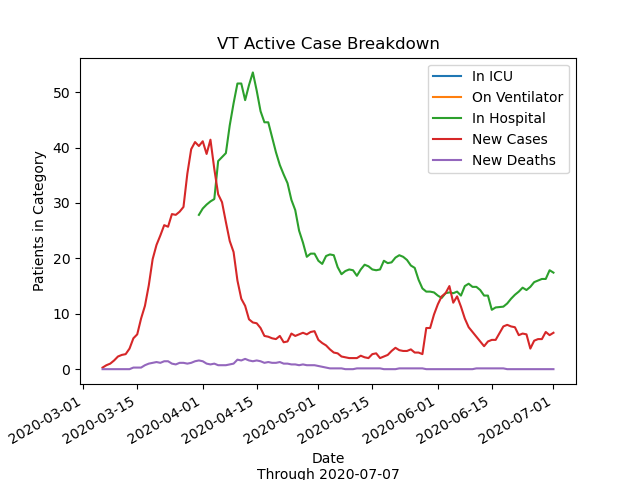 VT Active Case Breakdown
In ICU
On Ventilator
In Hospital
New Cases
New Deaths
Patients in Category
50
40
30
20
10
0
2020-03-01
2020-03-15
2020-04-01
2020-04-15
2020-05-01
2020-05-15
2020-06-01
2020-06-15
2020-07-01
Date
Through 2020-07-07